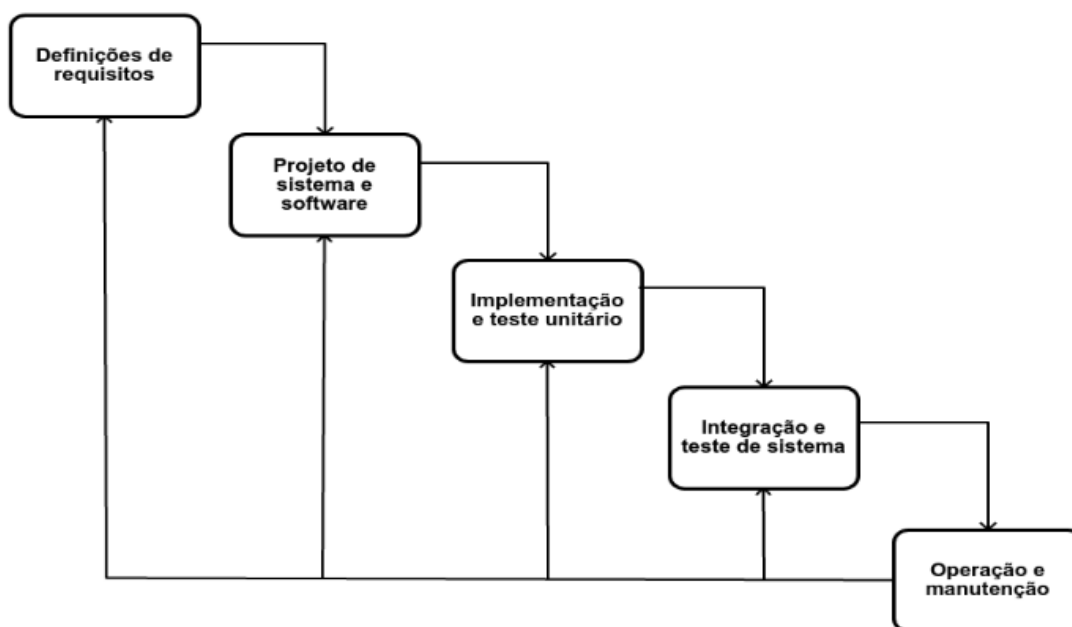 Definições de
requisitos
Projeto de
sistema e
software
Implementação
e teste unitário
Integração e
teste de sistema
Operação e
manutenção